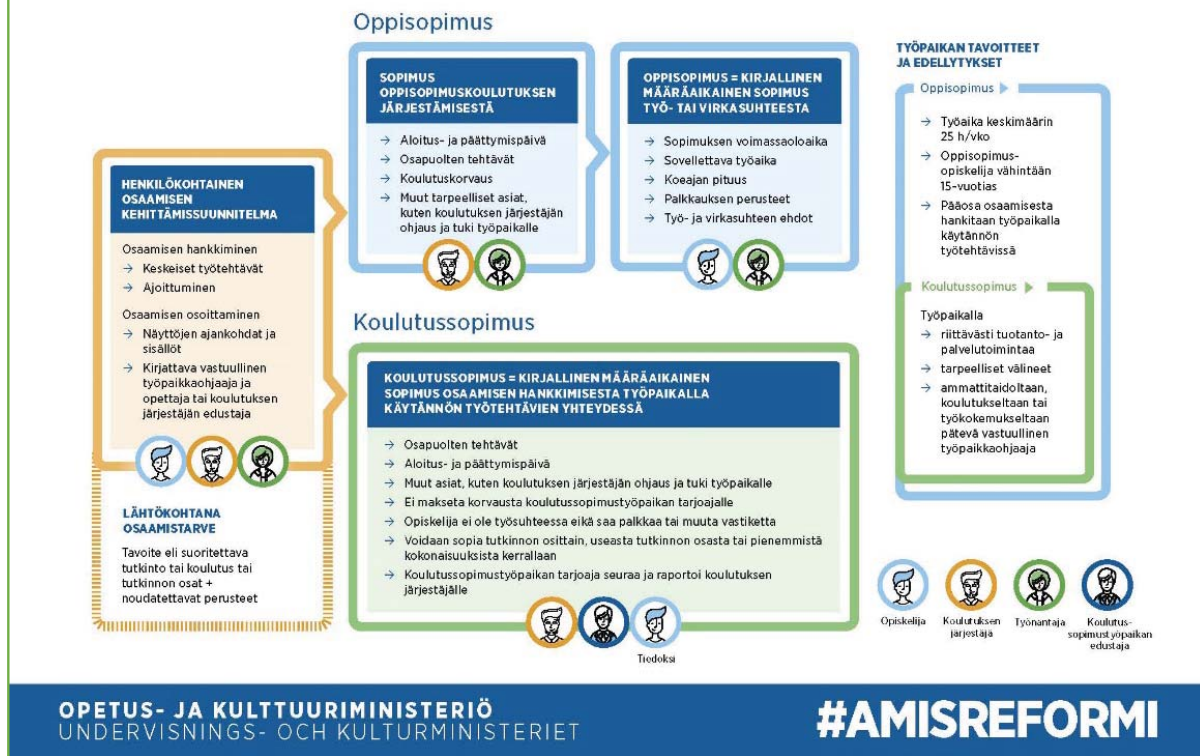 Oppisopimus
SOPIMUS
OPPISOPIMUSKOULUTUKSEN
JÄRJESTÄMISESTÄ
→ Aloitus- ja päättymispäivä
→ Osapuolten tehtävät
→ Koulutuskorvaus
→ Muut tarpeelliset asiat,
kuten koulutuksen järjestäjän
ohjaus ja tuki työpaikalle
OPPISOPIMUS = KIRJALLINEN
MÄÄRÄAIKAINEN SOPIMUS
TYÖ- TAI VIRKASUHTEESTA
→ Sopimuksen voimassaoloaika
→ Sovellettava työaika
→ Koeajan pituus
→ Palkkauksen perusteet
→ Työ- ja virkasuhteen ehdot
HENKILÖKOHTAINEN
OSAAMISEN
KEHITTÄMISSUUNNITELMA
Osaamisen hankkiminen
→ Keskeiset työtehtävät
→ Ajoittuminen
Osaamisen osoittaminen
→ Näyttöjen ajankohdat ja
sisällöt
→ Kirjattava vastuullinen
työpaikkaohjaaja ja
opettaja tai koulutuksen
järjestäjän edustaja
LÄHTÖKOHTANA
OSAAMISTARVE
Tavoite eli suoritettava
tutkinto tai koulutus tai
tutkinnon osat +
noudatettavat perusteet
Koulutussopimus
KOULUTUSSOPIMUS = KIRJALLINEN MÄÄRÄAIKAINEN
SOPIMUS OSAAMISEN HANKKIMISESTA TYÖPAIKALLA
KÄYTÄNNÖN TYÖTEHTÄVIEN YHTEYDESSÄ
→ Osapuolten tehtävät
→ Aloitus- ja päättymispäivä
→ Muut asiat, kuten koulutuksen järjestäjän ohjaus ja tuki työpaikalle
→ Ei makseta korvausta koulutussopimustyöpaikan tarjoajalle
→ Opiskelija ei ole työsuhteessa eikä saa palkkaa tai muuta vastiketta
→ Voidaan sopia tutkinnon osittain, useasta tutkinnon osasta tai pienemmistä
kokonaisuuksista kerrallaan
→ Koulutussopimustyöpaikan tarjoaja seuraa ja raportoi koulutuksen
järjestäjälle
Tiedoksi
TYÖPAIKAN TAVOITTEET
JA EDELLYTYKSET
Oppisopimus
→ Työaika keskimäärin
25 h/vko
→ Oppisopimus-
opiskelija vähintään
15-vuotias
→ Pääosa osaamisesta
hankitaan työpaikalla
käytännön
työtehtävissä
Koulutussopimus
Työpaikalla
→ riittävästi tuotanto- ja
palvelutoimintaa
→ tarpeelliset välineet
→ ammattitaidoltaan,
koulutukseltaan tai
työkokemukseltaan
pätevä vastuullinen
työpaikkaohjaaja
Opiskelija
Koulutuksen
järjestäjä
Työnantaja
Koulutus-
sopimustyöpaikan
edustaja
OPETUS- JA KULTTUURIMINISTERIÖ
UNDERVISNINGS- OCH KULTURMINISTERIET
#AMISREFORMI